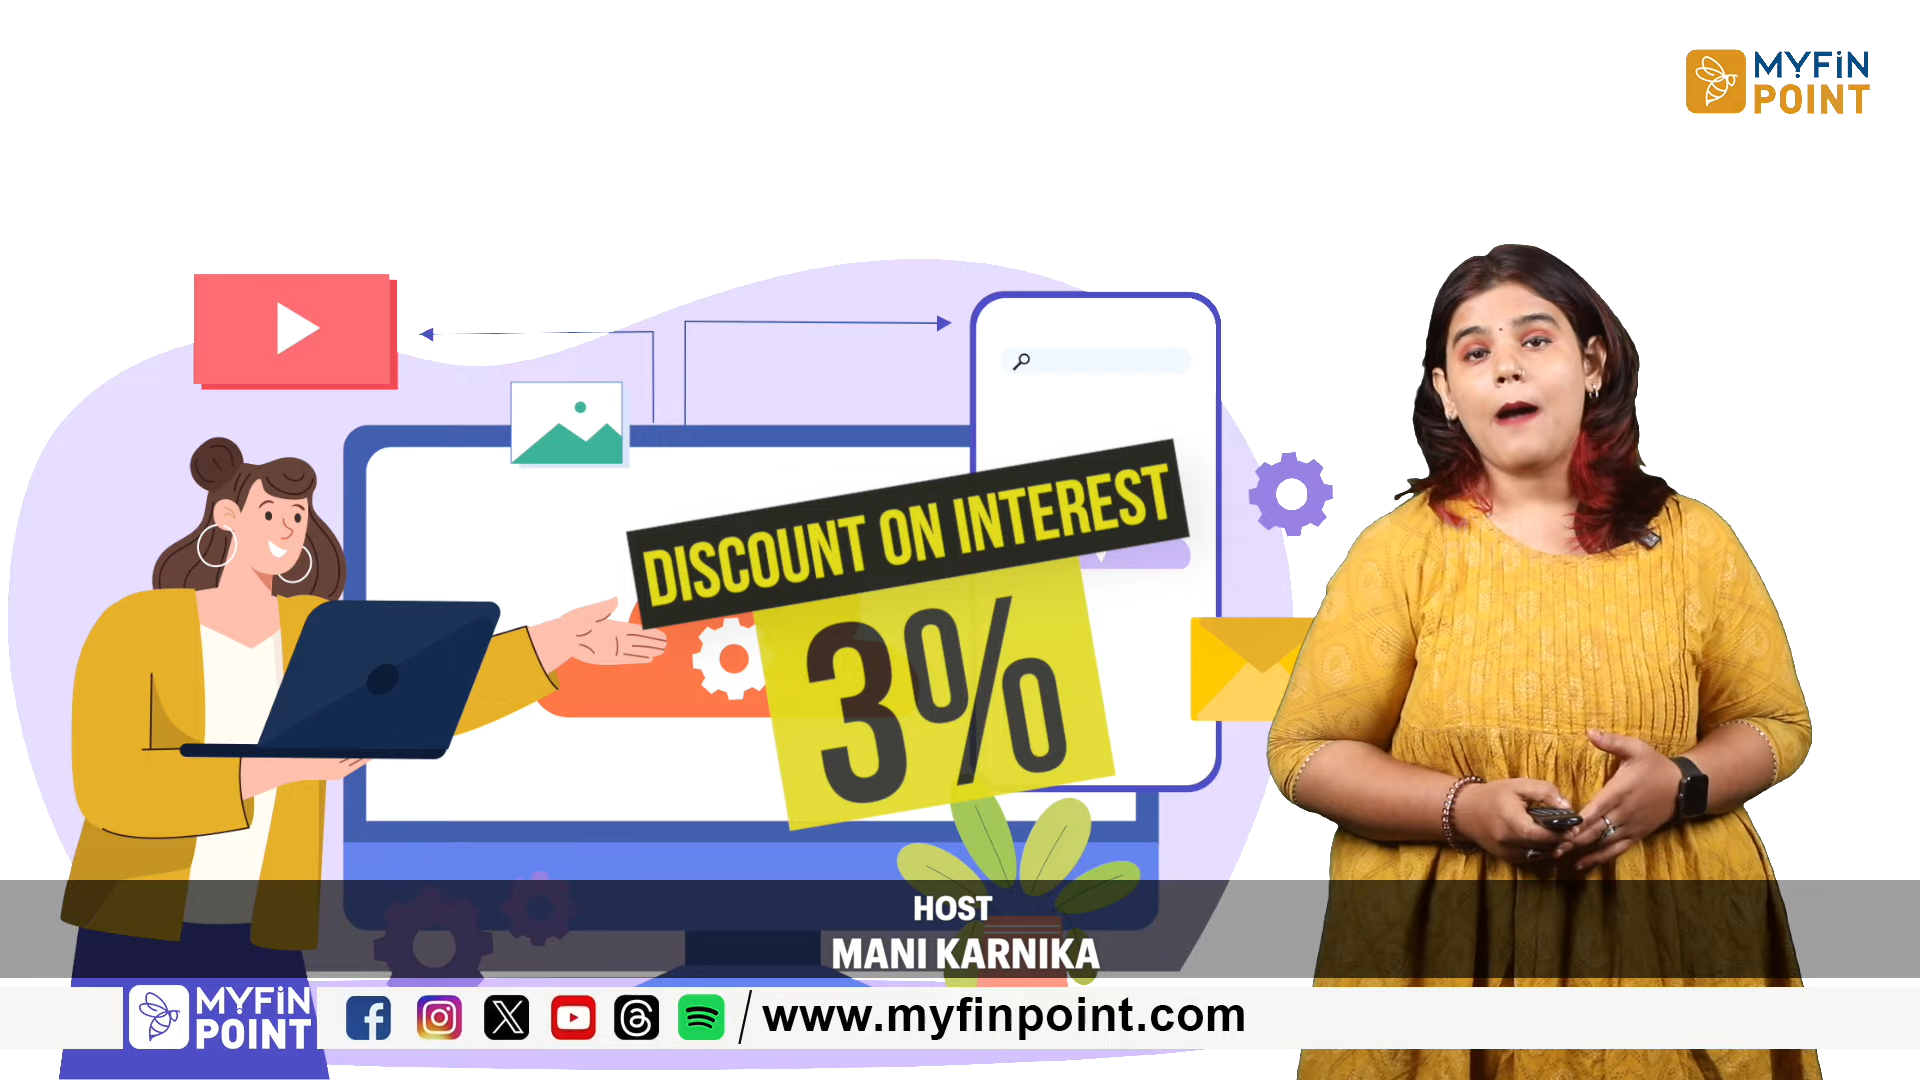 MYFiN
POINT
DISCOUNT ON INTEREST
3%
HOST
MANI KARNIKA
MYFiN
POINT
www.myfinpoint.com